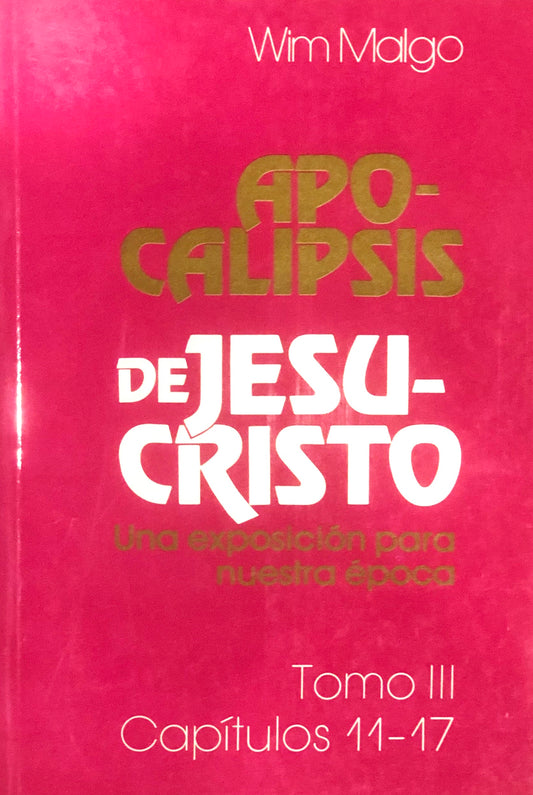 Wim Malgo
APO-
CALIPSIS
DE JESU-
CRISTO
Una exposición para
nuestra época
Tomo III
Capítulos 11-17